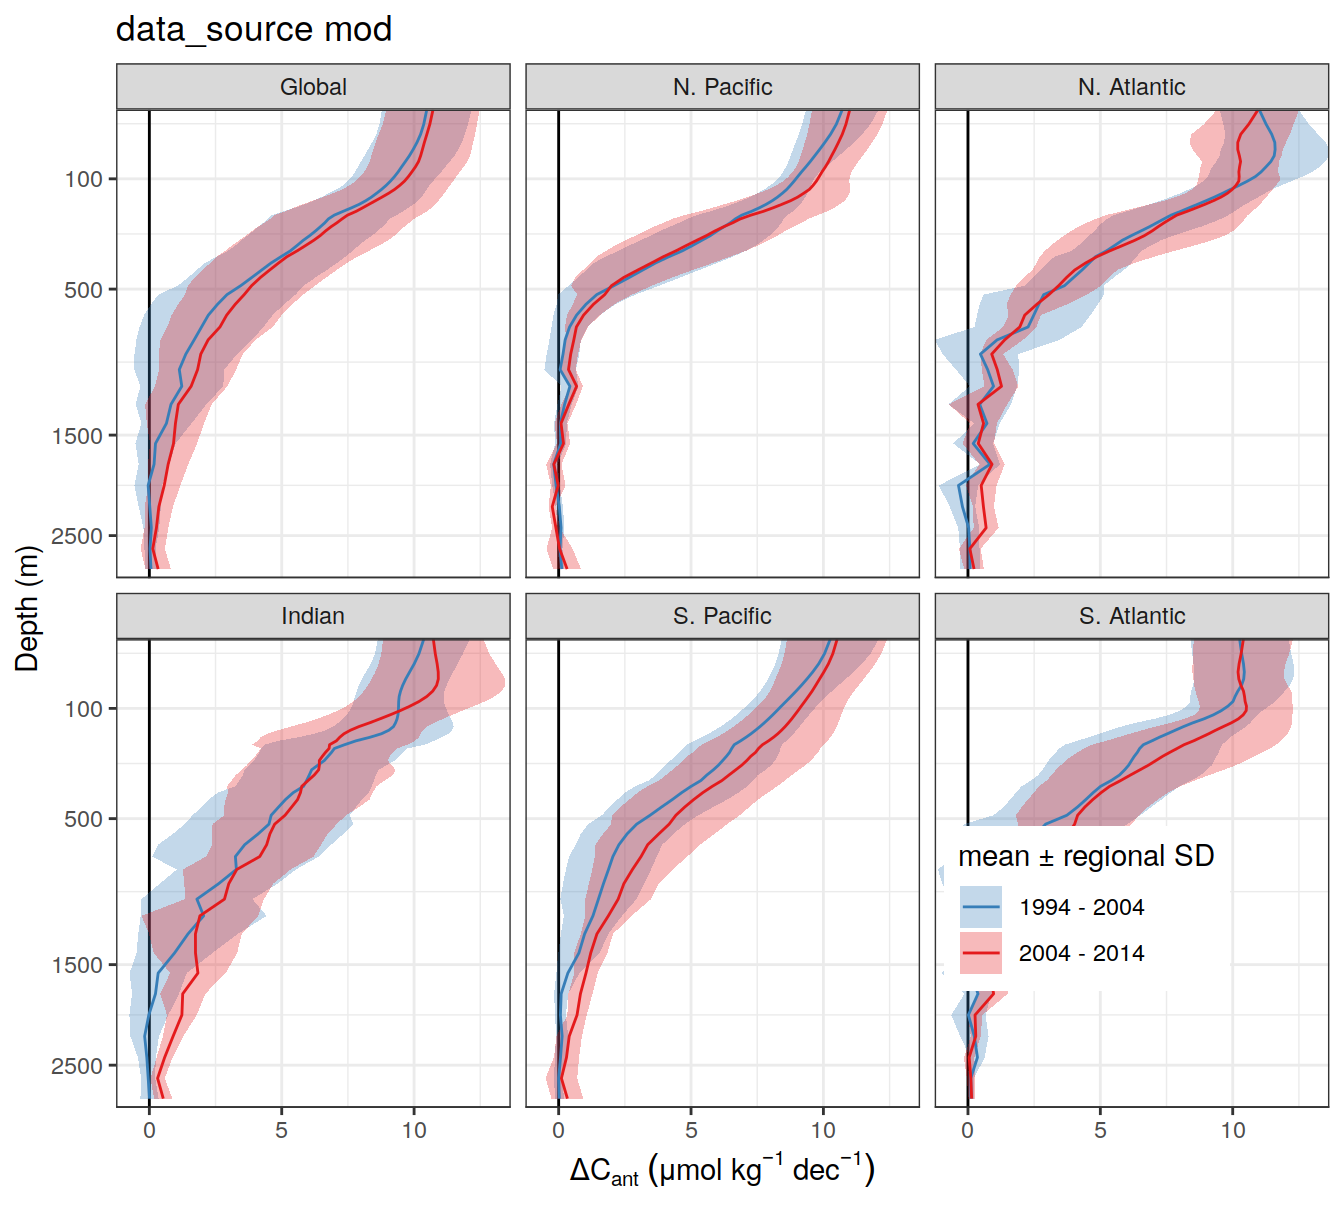 data_source mod
Global
N. Pacific
N. Atlantic
100
500
1500
2500
Indian
S. Pacific
S. Atlantic
100
500
1500
2500
Depth (m)
mean ± regional SD
1994 - 2004
2004 - 2014
0 5 10
0 5 10
0 5 10
ΔCant (μmol kg⁻¹ dec⁻¹)